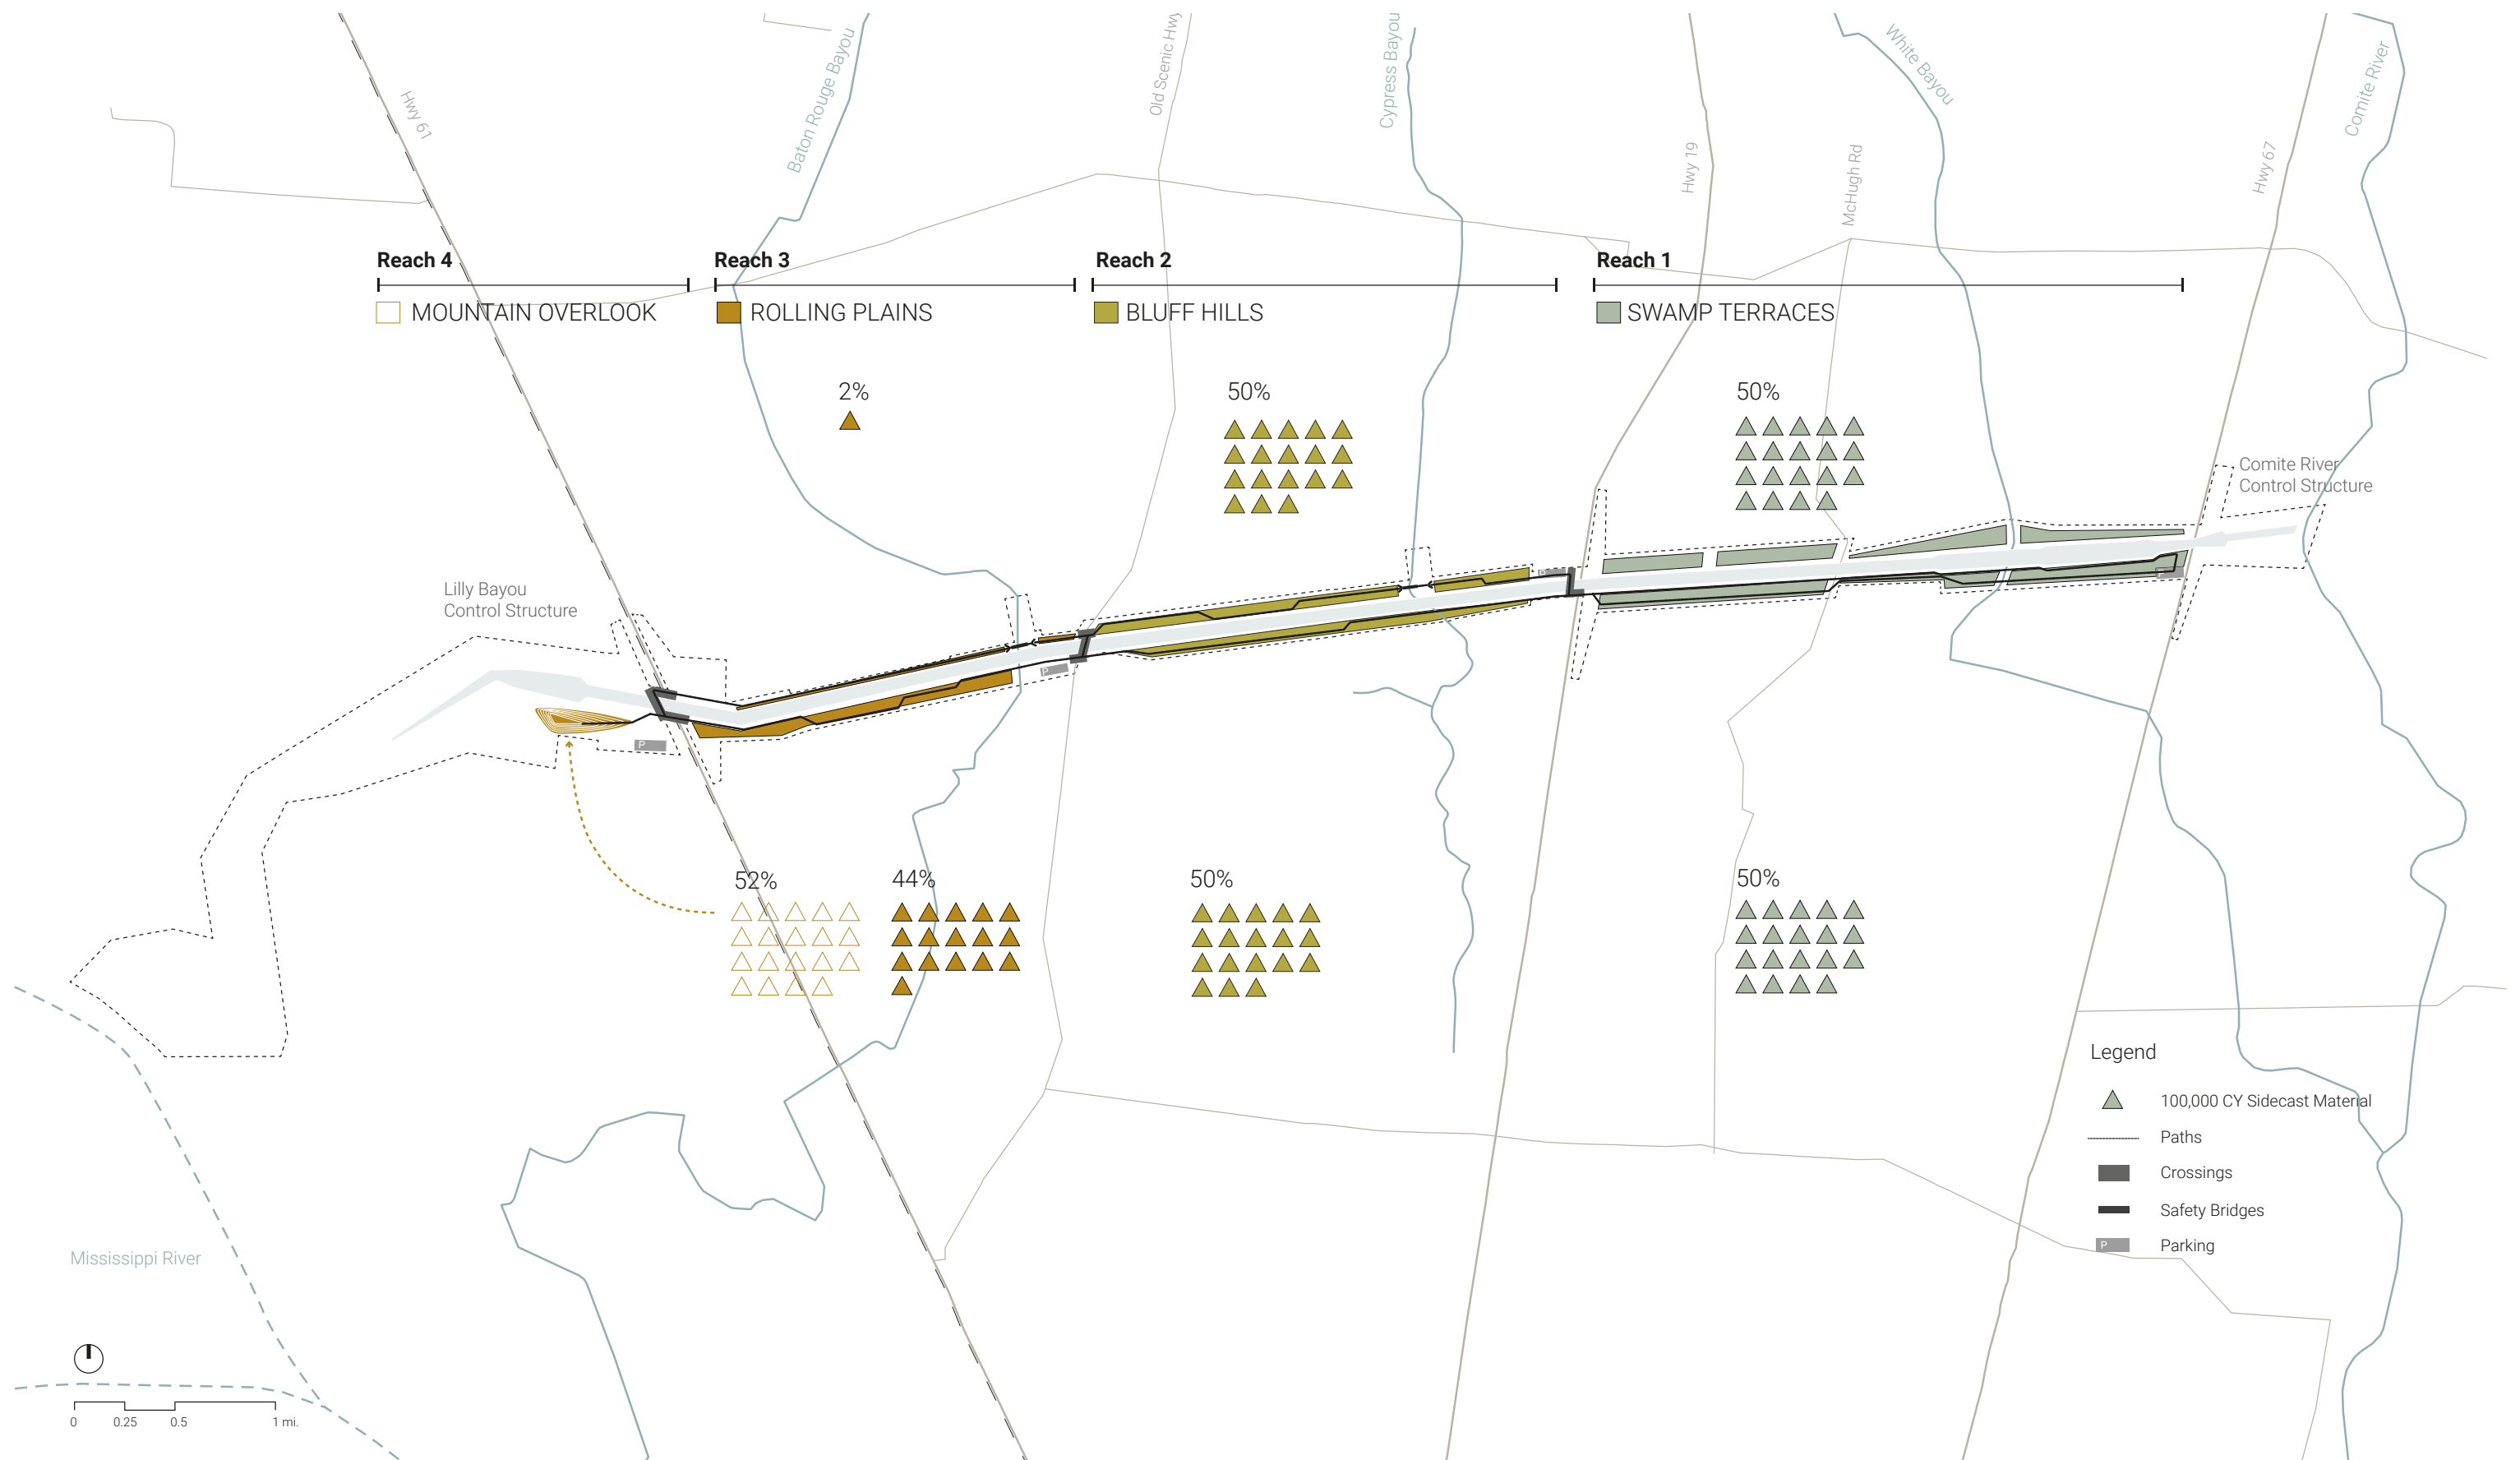 Hwy 61
Baton Rouge Bayou
Old Scenic Hwy
Cypress Bayou
Hwy 19
McHugh Rd
White Bayou
Hwy 67
Comite River
Reach 4
MOUNTAIN OVERLOOK
Reach 3
ROLLING PLAINS
Reach 2
BLUFF HILLS
Reach 1
SWAMP TERRACES
2%
50%
50%
Comite River
Control Structure
Lilly Bayou
Control Structure
P
P
P
P
52%
44%
50%
50%
Legend
100,000 CY Sidecast Material
Paths
Crossings
Safety Bridges
P
Parking
Mississippi River
0
0.25
0.5
1 mi.